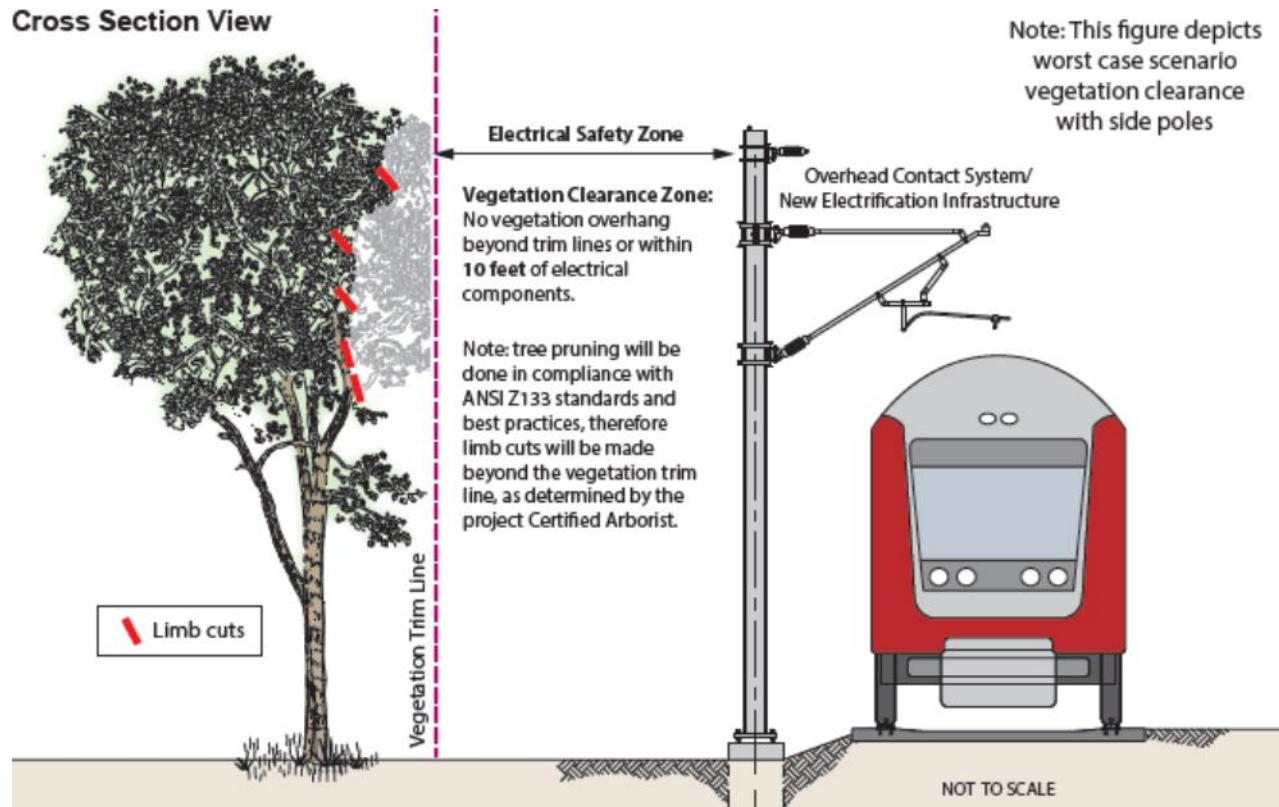 Cross Section View
Note: This figure depicts
worst case scenario
vegetation clearance
with side poles
Electrical Safety Zone
Vegetation Clearance Zone:
No vegetation overhang
beyond trim lines or within
10 feet of electrical
components.
Note: tree pruning will be
done in compliance with
ANSI Z133 standards and
best practices, therefore
limb cuts will be made
beyond the vegetation trim
line, as determined by the
project Certified Arborist.
Overhead Contact System/
New Electrification Infrastructure
Vegetation Trim Line
Limb cuts
NOT TO SCALE